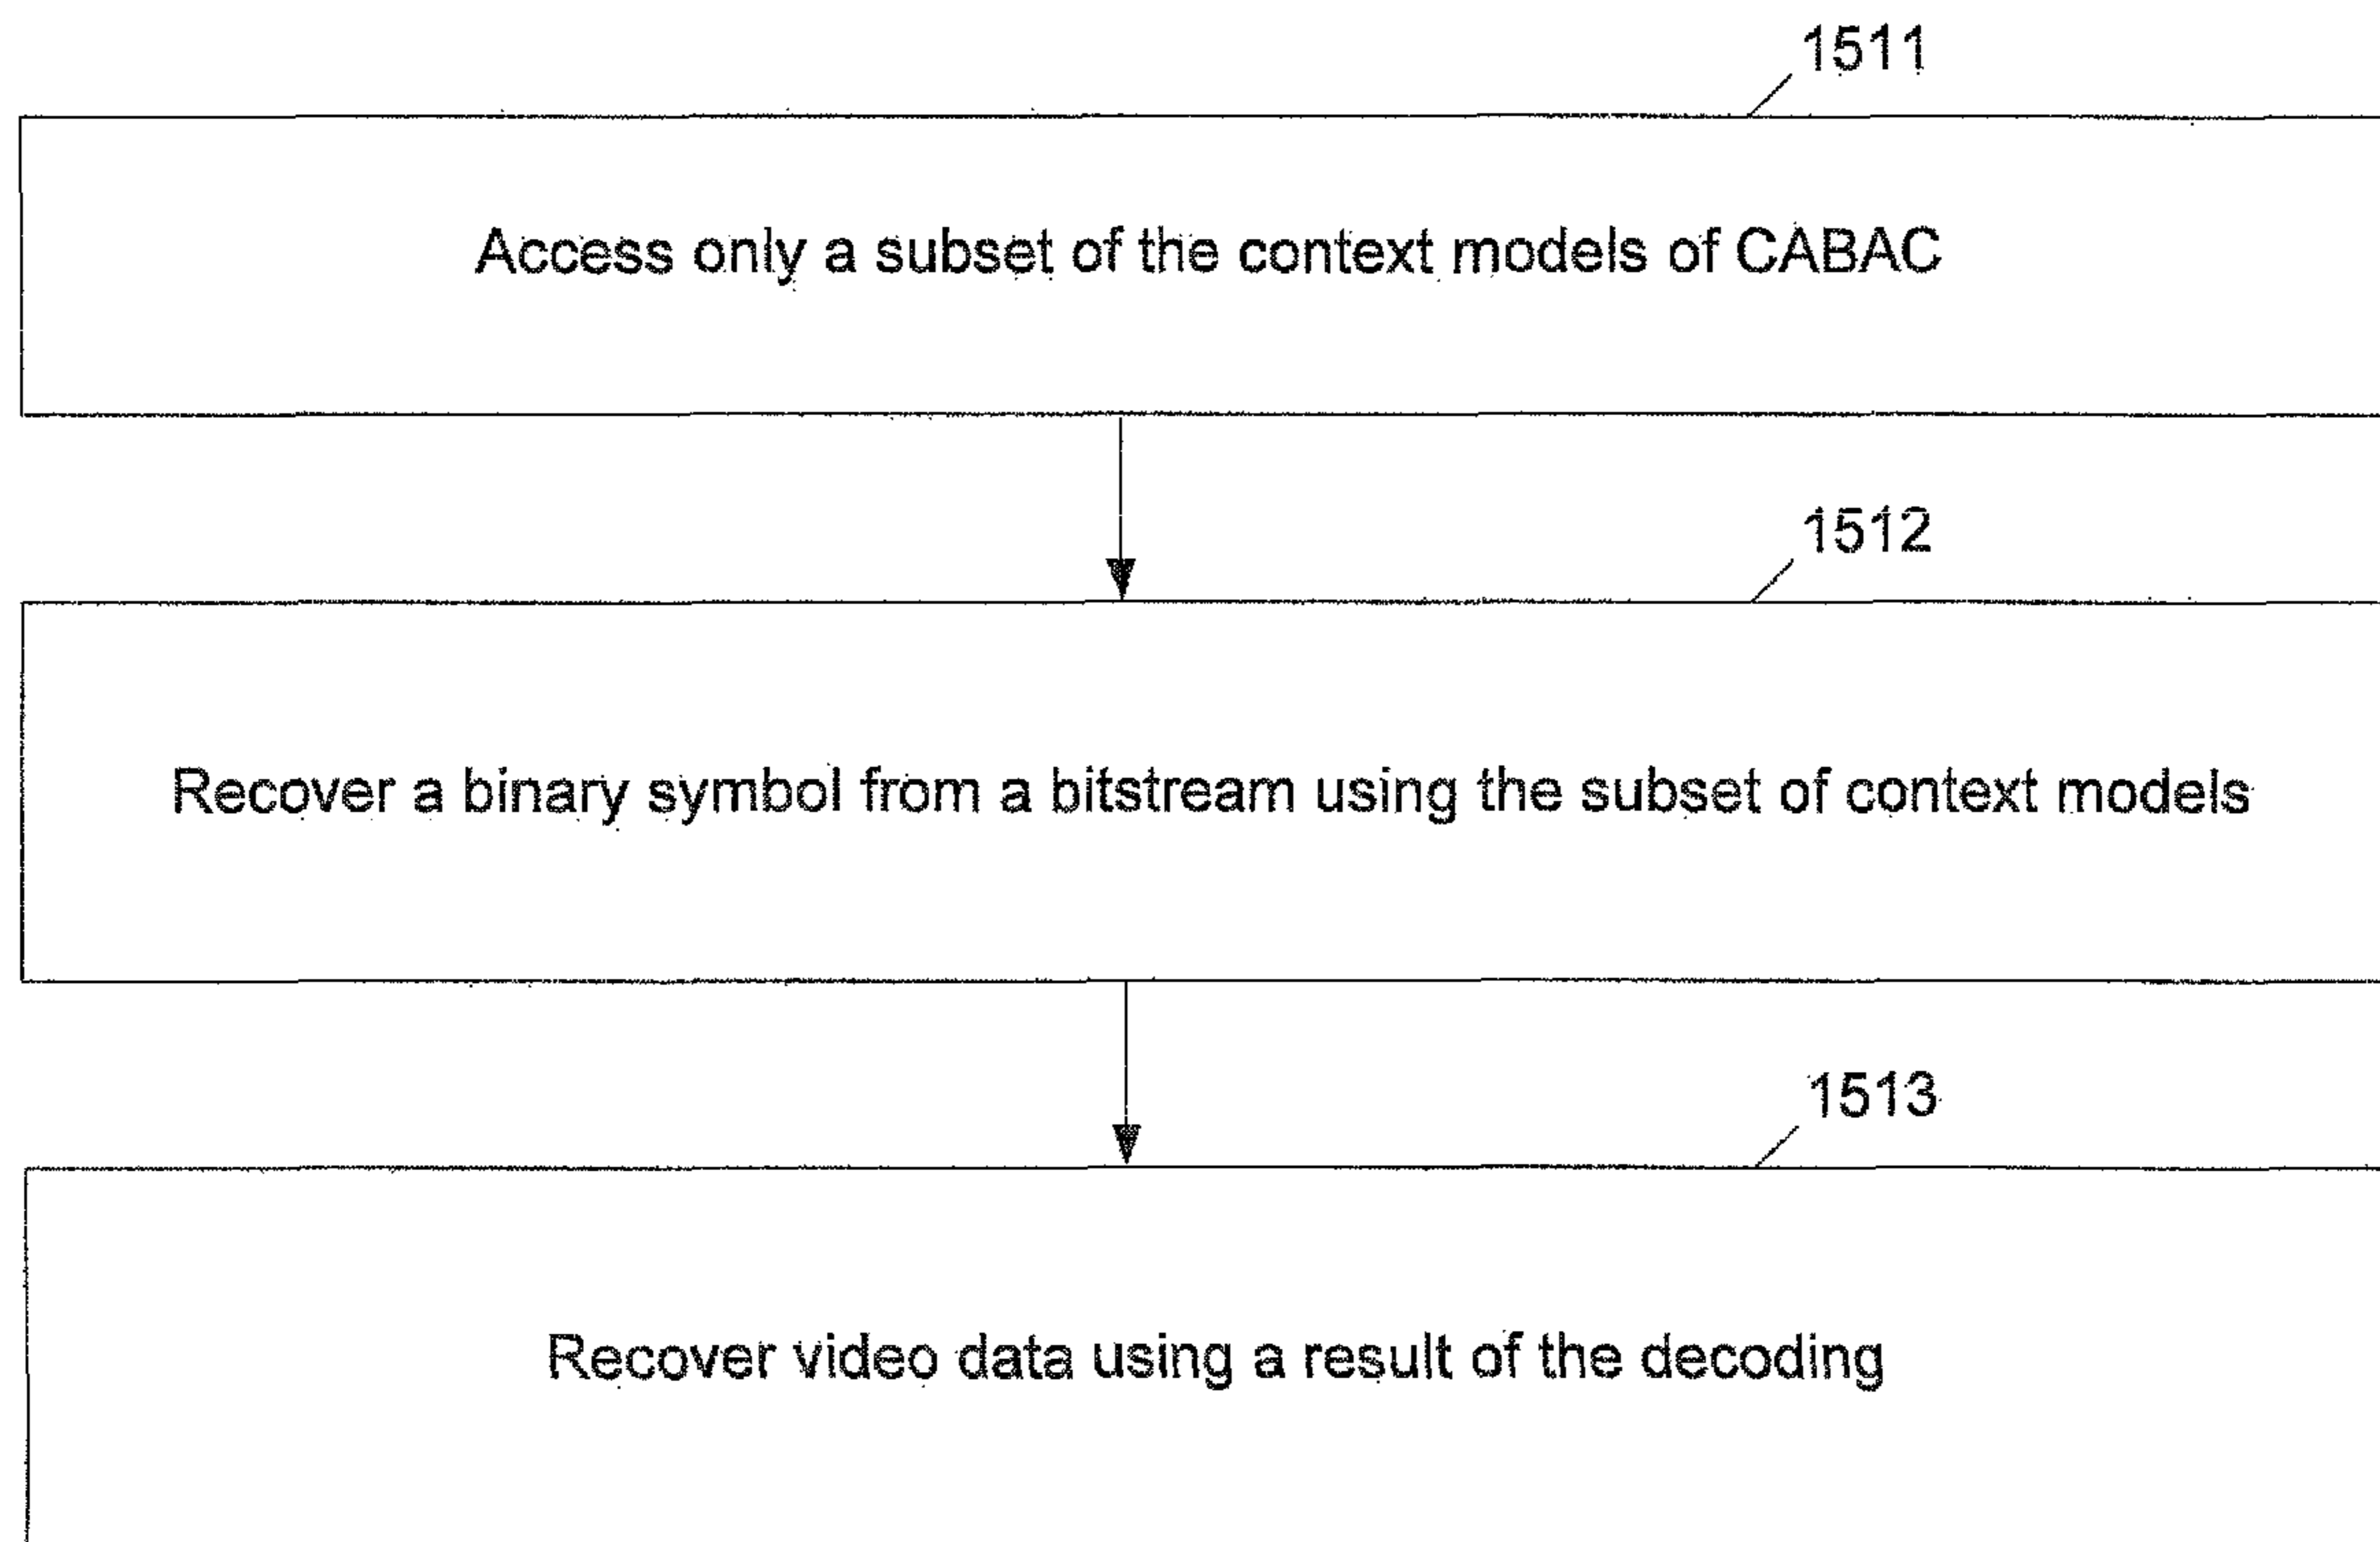 1511
Access only a subset of the context models of CABAC
1512
Recover a binary symbol from a bitstream using the subset of context models
1513
Recover video data using a result of the decoding